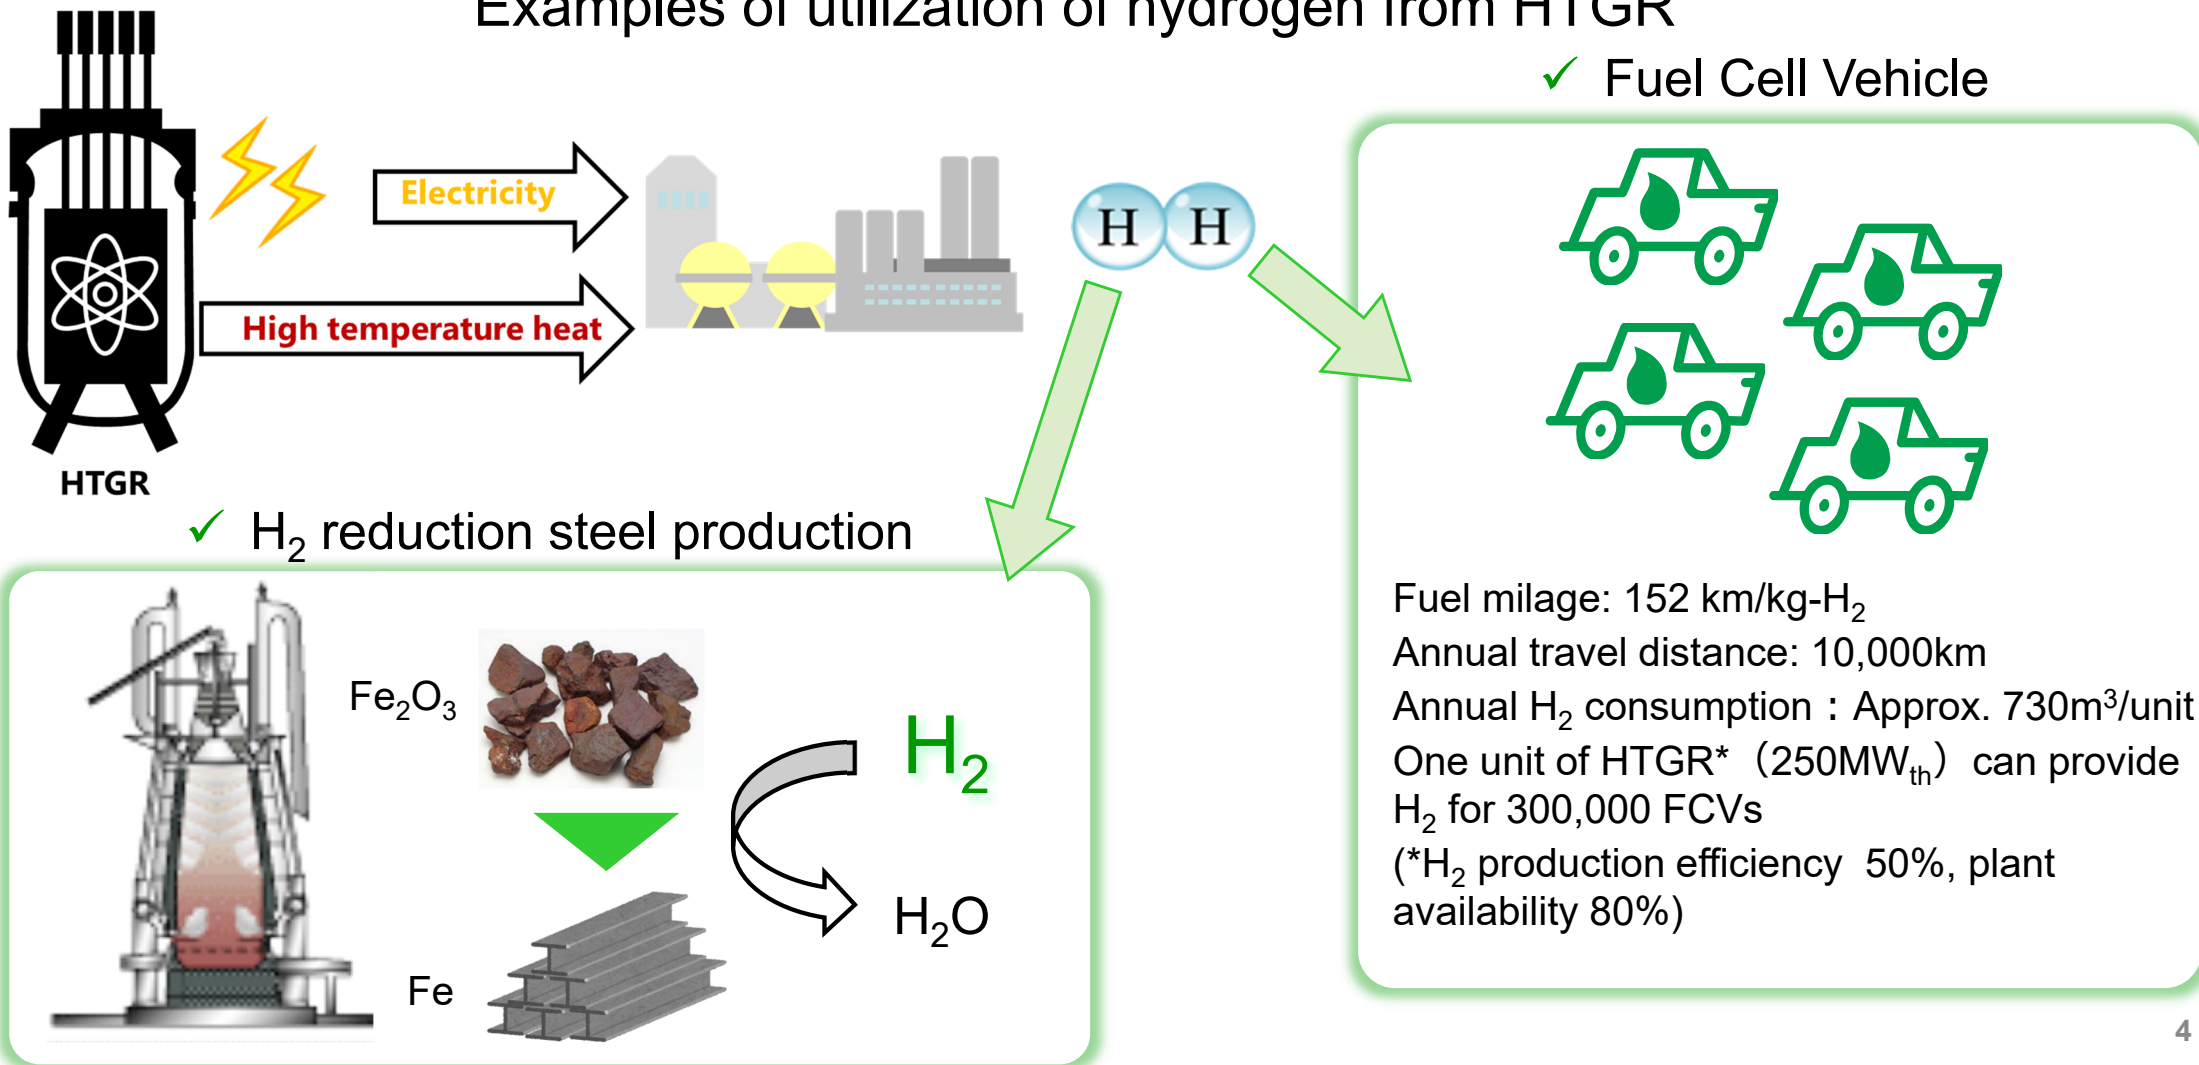 Examples of utilization of hydrogen from HTGR
✓ Fuel Cell Vehicle
Electricity
High temperature heat
H H
HTGR
✓ H₂ reduction steel production
Fe₂O₃
H₂
H₂O
Fe
Fuel milage: 152 km/kg-H₂
Annual travel distance: 10,000km
Annual H₂ consumption：Approx. 730m³/unit
One unit of HTGR*（250MWth）can provide
H₂ for 300,000 FCVs
(*H₂ production efficiency 50%, plant
availability 80%)
4